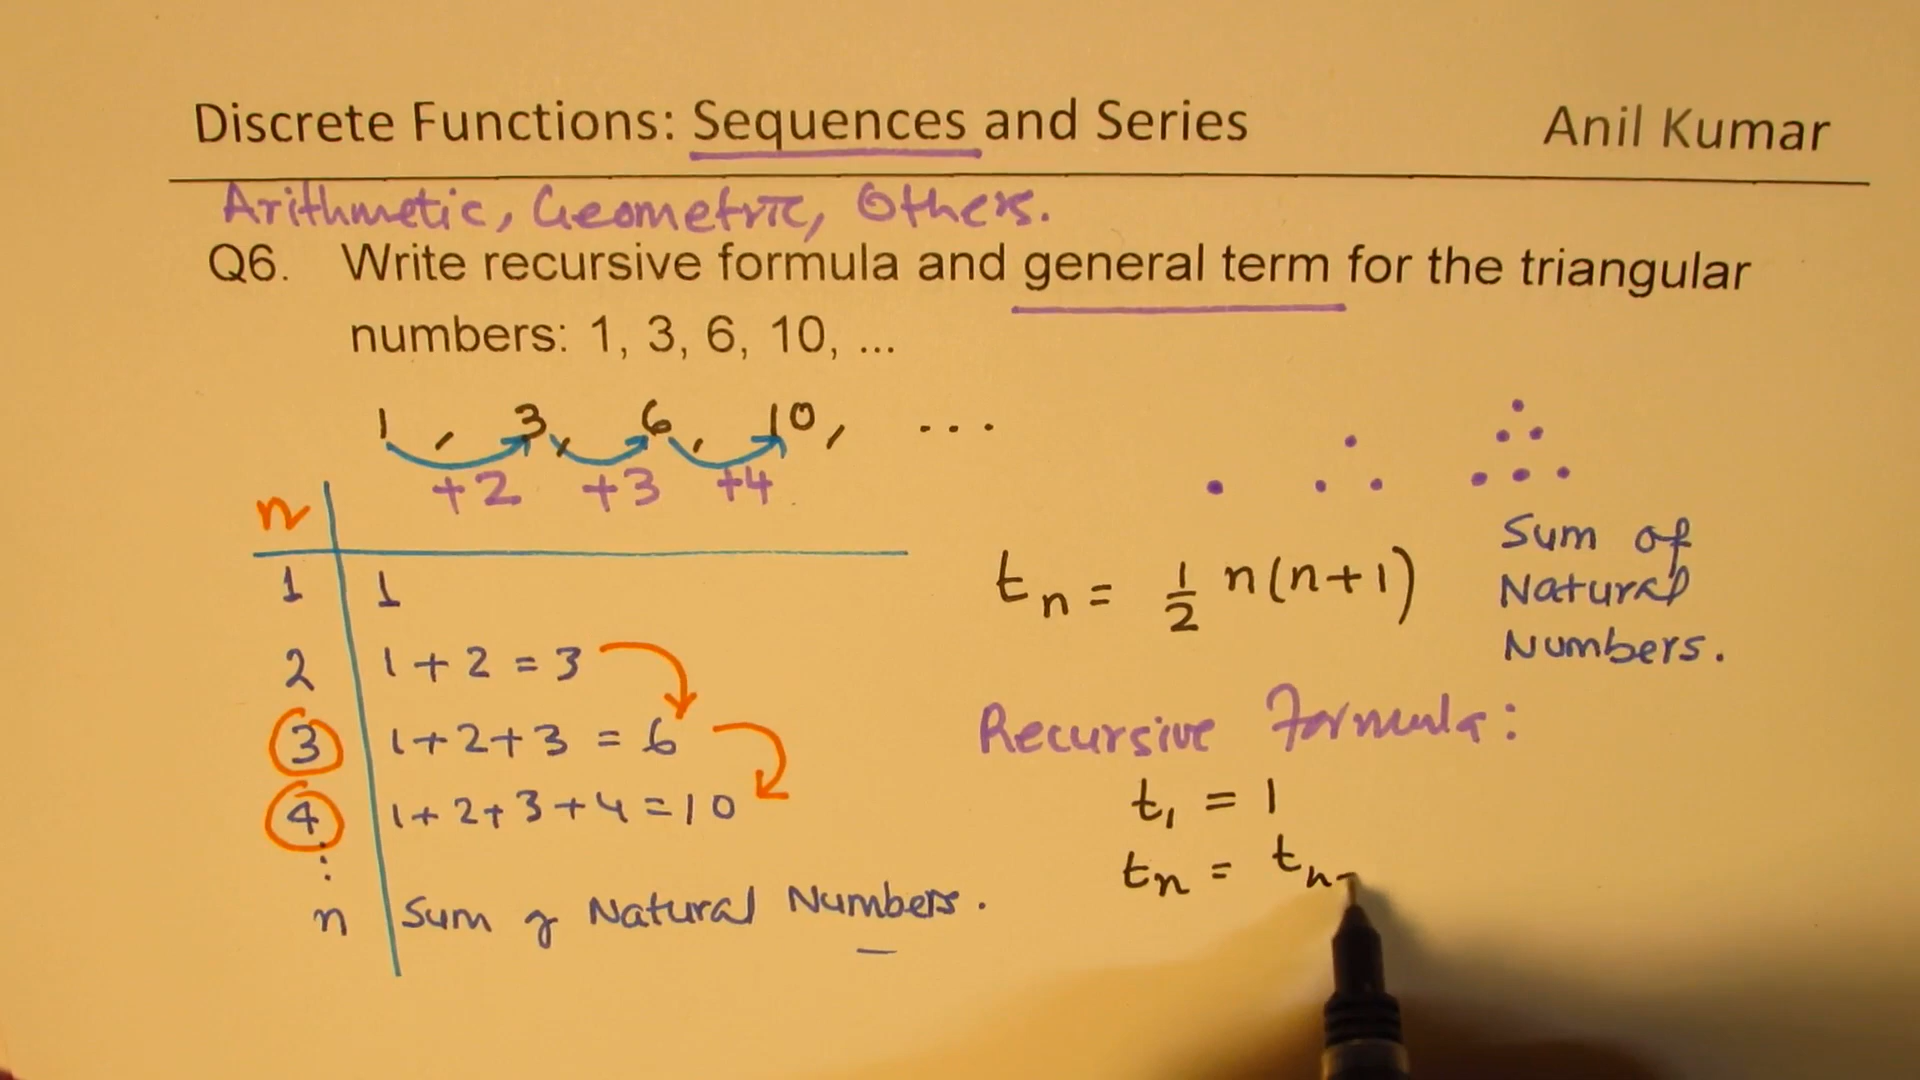 Discrete Functions: Sequences and Series Anil Kumar
Arithmetic, Geometric, Others.
Q6. Write recursive formula and general term for the triangular
numbers: 1, 3, 6, 10, ...
1, 3, 6, 10, ...
+2 +3 +4
n
1 1
2 1+2=3
3 1+2+3=6
4 1+2+3+4=10
⋮
n Sum of Natural Numbers.
tₙ = ½ n(n+1)
Sum of
Natural
Numbers.
Recursive Formula:
t₁ = 1
tₙ = tₙ₋